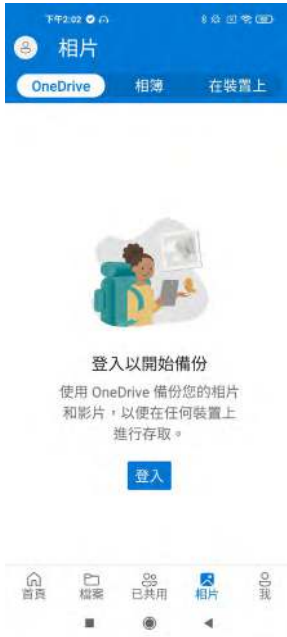 下午2:02
相片
OneDrive 相簿 在裝置上
登入以開始備份
使用 OneDrive 備份您的相片
和影片，以便在任何裝置上
進行存取。
登入
首頁 檔案 已共用 相片 我